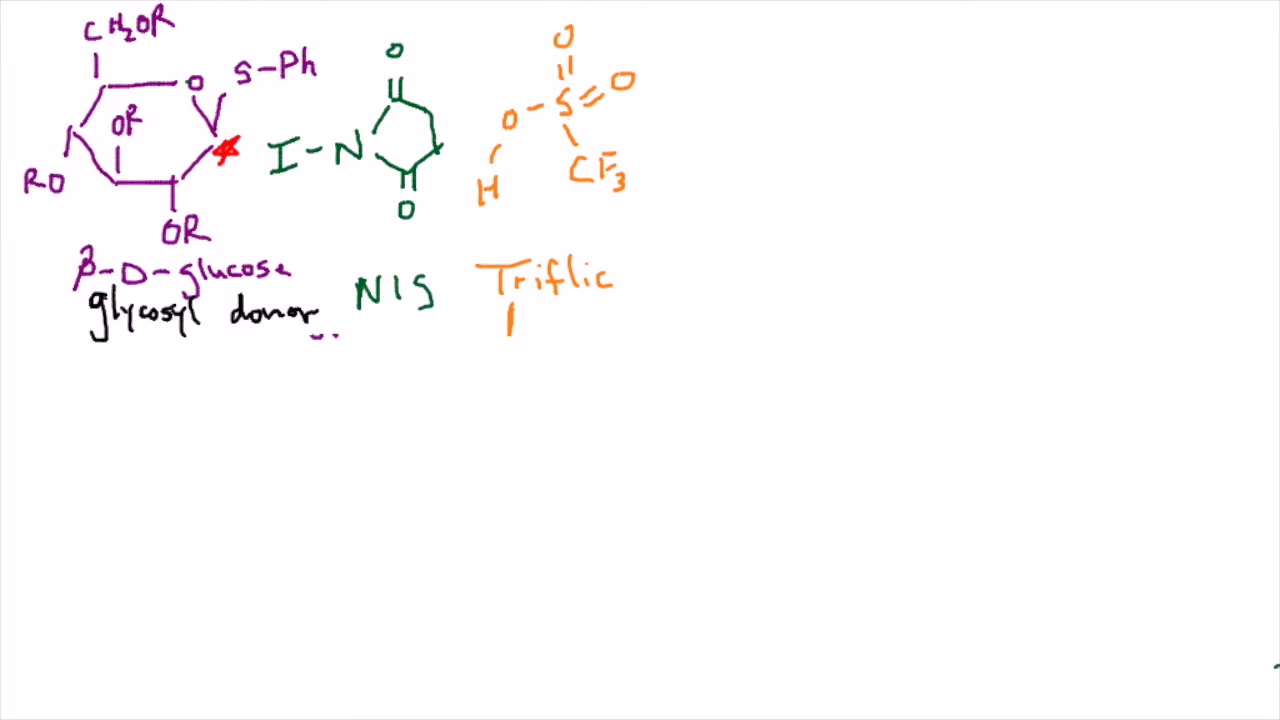 CH₂OR
O
S-Ph
OR
RO
OR
β-D-glucose
glycosyl donor
O
I-N
O
NIS
O
O
S
O
H
CF₃
Triflic